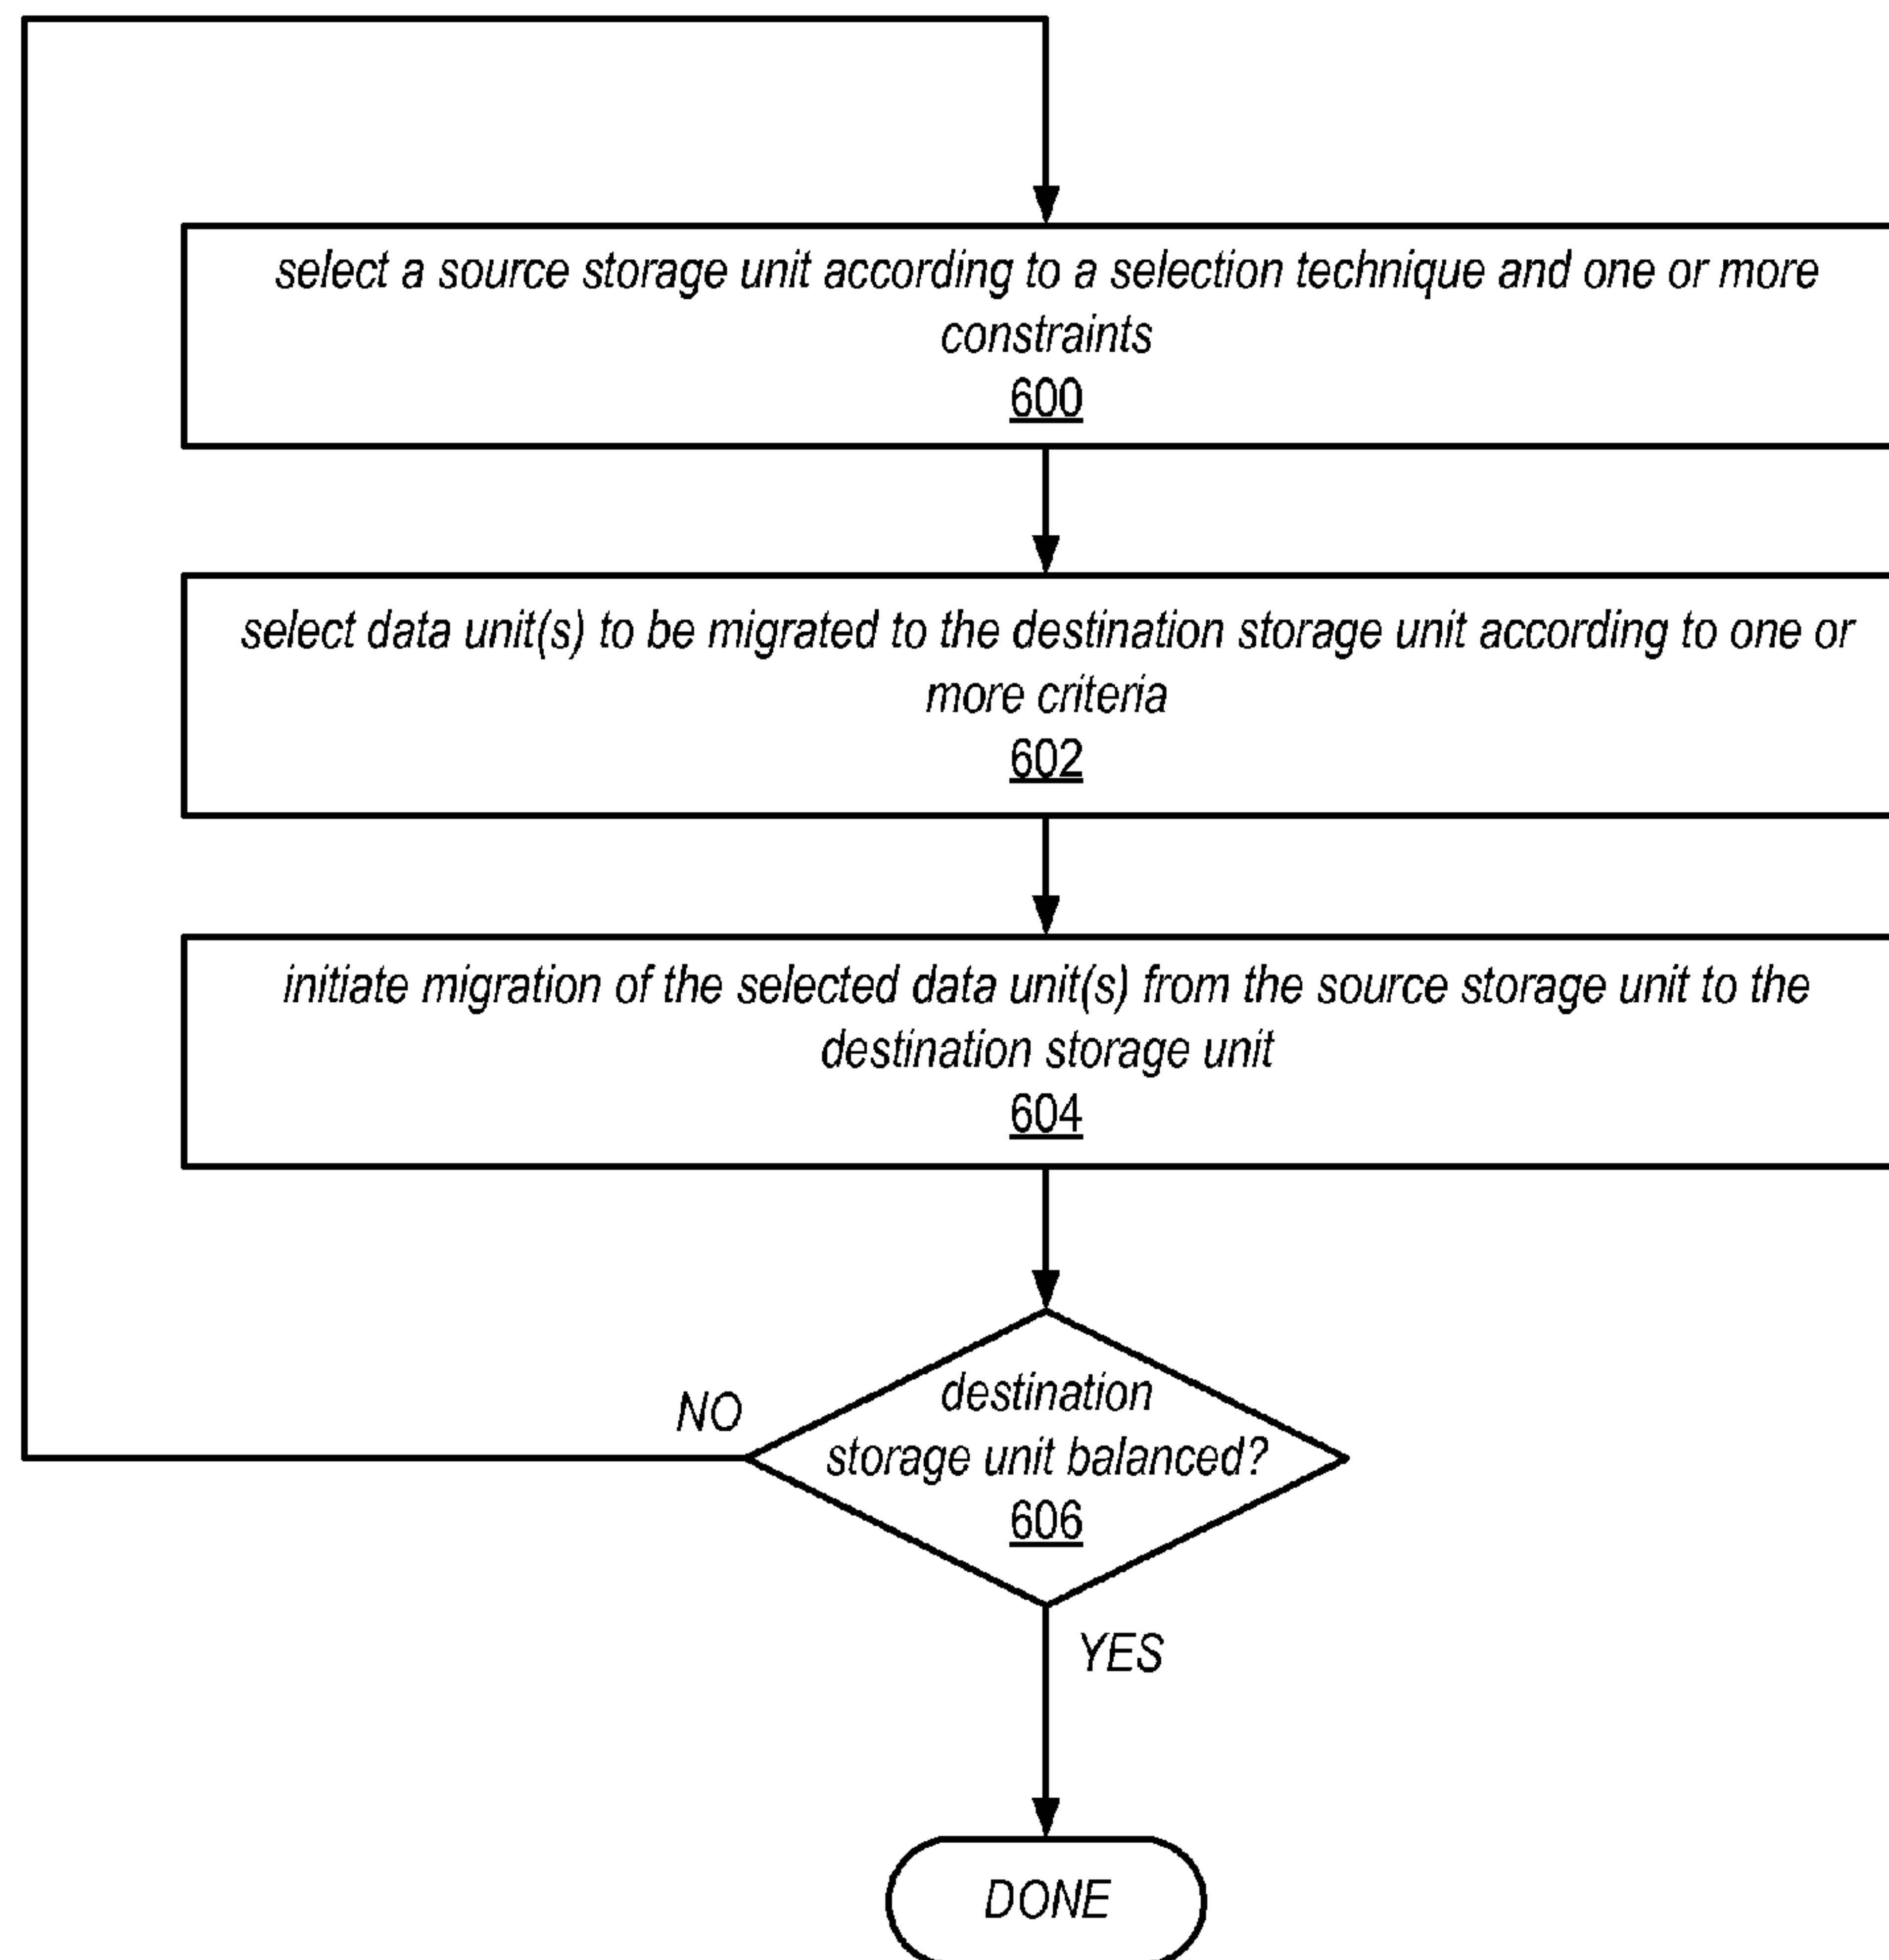 select a source storage unit according to a selection technique and one or more
constraints
600
select data unit(s) to be migrated to the destination storage unit according to one or
more criteria
602
initiate migration of the selected data unit(s) from the source storage unit to the
destination storage unit
604
NO
destination
storage unit balanced?
606
YES
DONE